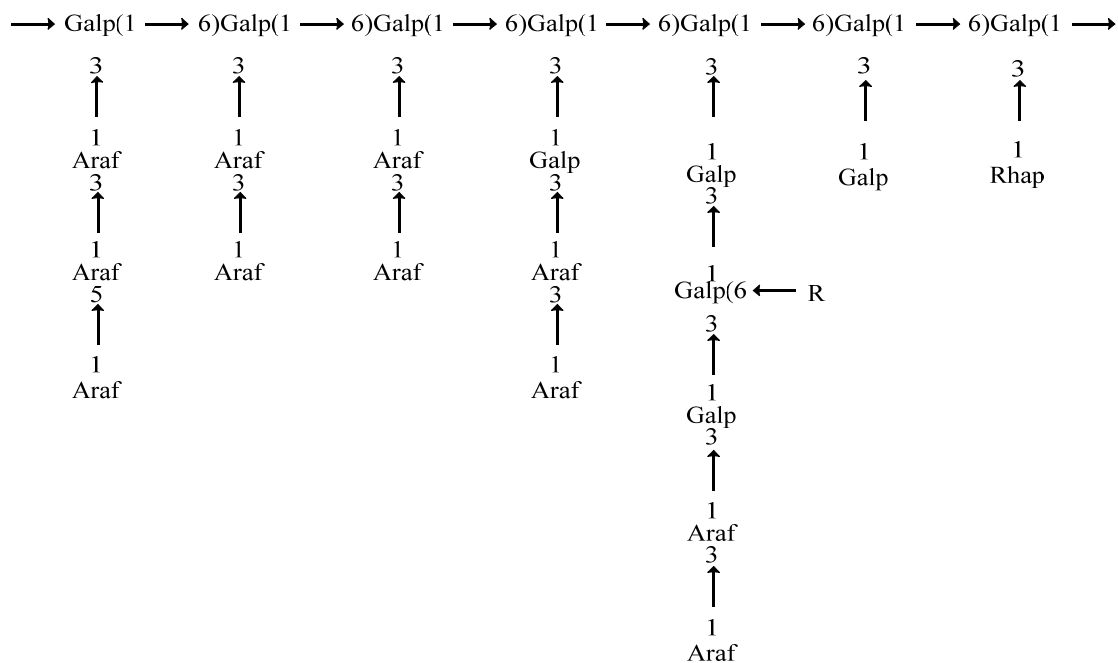 Galp(1 6)Galp(1 6)Galp(1 6)Galp(1 6)Galp(1 6)Galp(1 6)Galp(1
3 3 3 3 3 3 3
1 1 1 1 1 1 1
Araf Araf Araf Galp Galp Galp Rhap
3 3 3 3 3
1 1 1 1 1
Araf Araf Araf Araf Galp(6 R
5 3 3
1 1 1
Araf Araf Galp
3
1
Araf
3
1
Araf